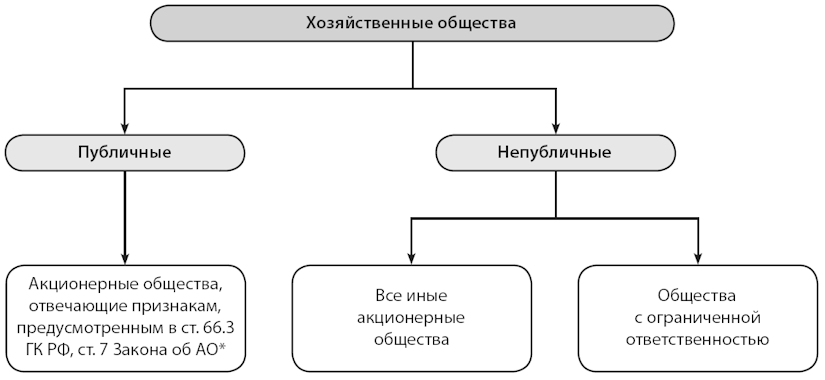 Хозяйственные общества
Публичные
Непубличные
Акционерные общества,
отвечающие признакам,
предусмотренным в ст. 66.3
ГК РФ, ст. 7 Закона об АО*
Все иные
акционерные
общества
Общества
с ограниченной
ответственностью